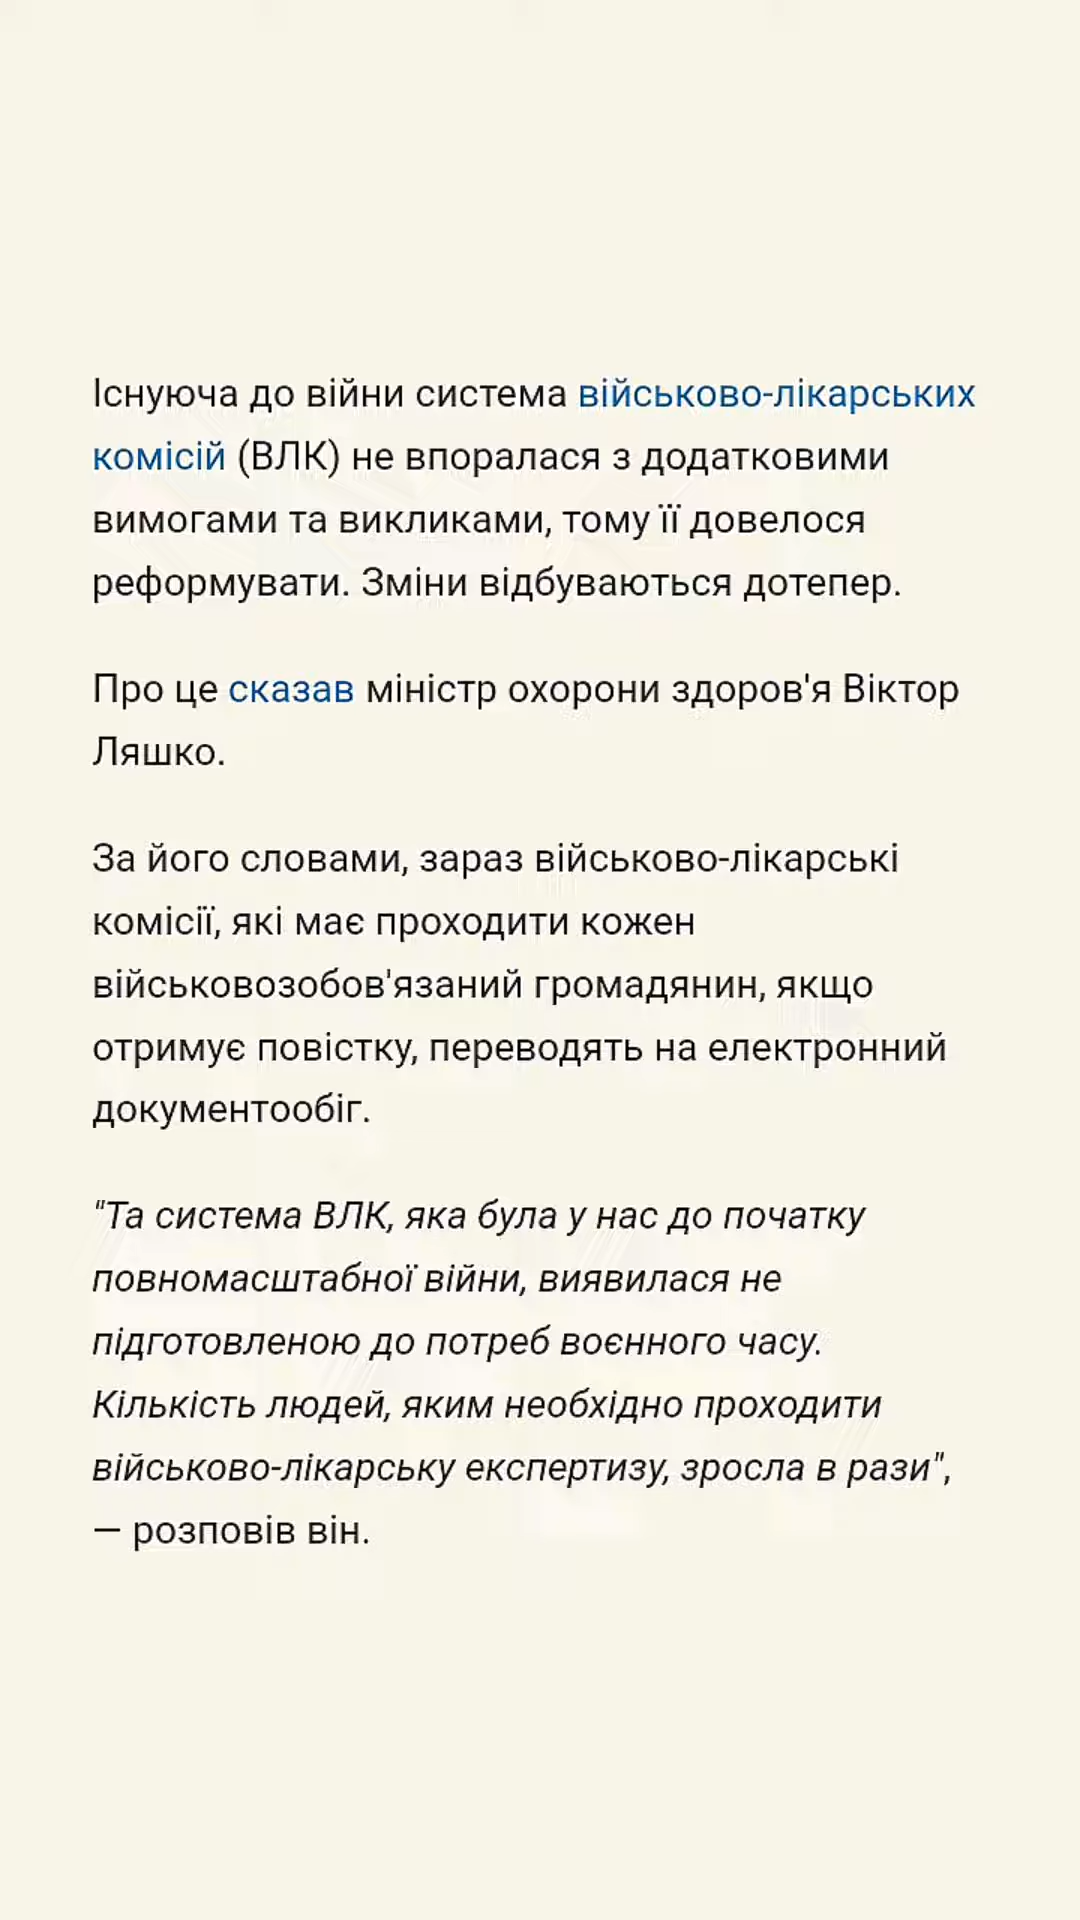 Існуюча до війни система військово-лікарських
комісій (ВЛК) не впоралася з додатковими
вимогами та викликами, тому її довелося
реформувати. Зміни відбуваються дотепер.
Про це сказав міністр охорони здоров'я Віктор
Ляшко.
За його словами, зараз військово-лікарські
комісії, які має проходити кожен
військовозобов'язаний громадянин, якщо
отримує повістку, переводять на електронний
документообіг.
"Та система ВЛК, яка була у нас до початку
повномасштабної війни, виявилася не
підготовленою до потреб воєнного часу.
Кількість людей, яким необхідно проходити
військово-лікарську експертизу, зросла в рази",
— розповів він.